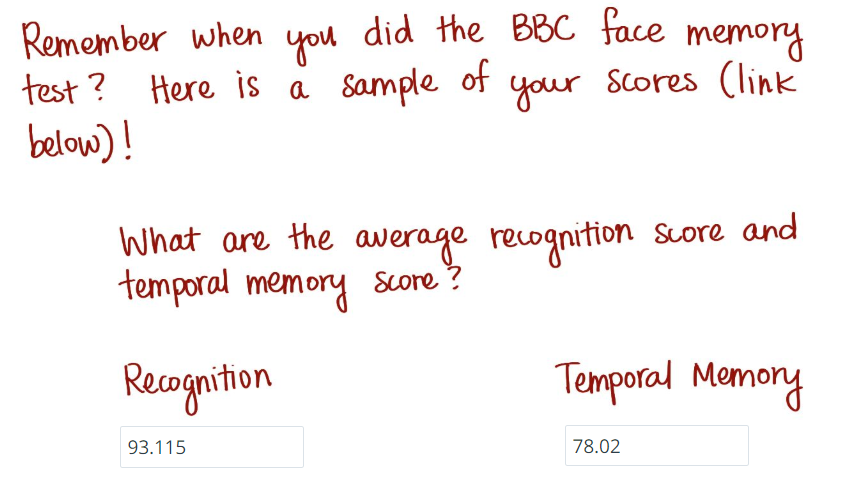 Remember when you did the BBC face memory
test? Here is a sample of your scores (link
below)!
What are the average recognition score and
temporal memory score?
Recognition
Temporal Memory
93.115
78.02